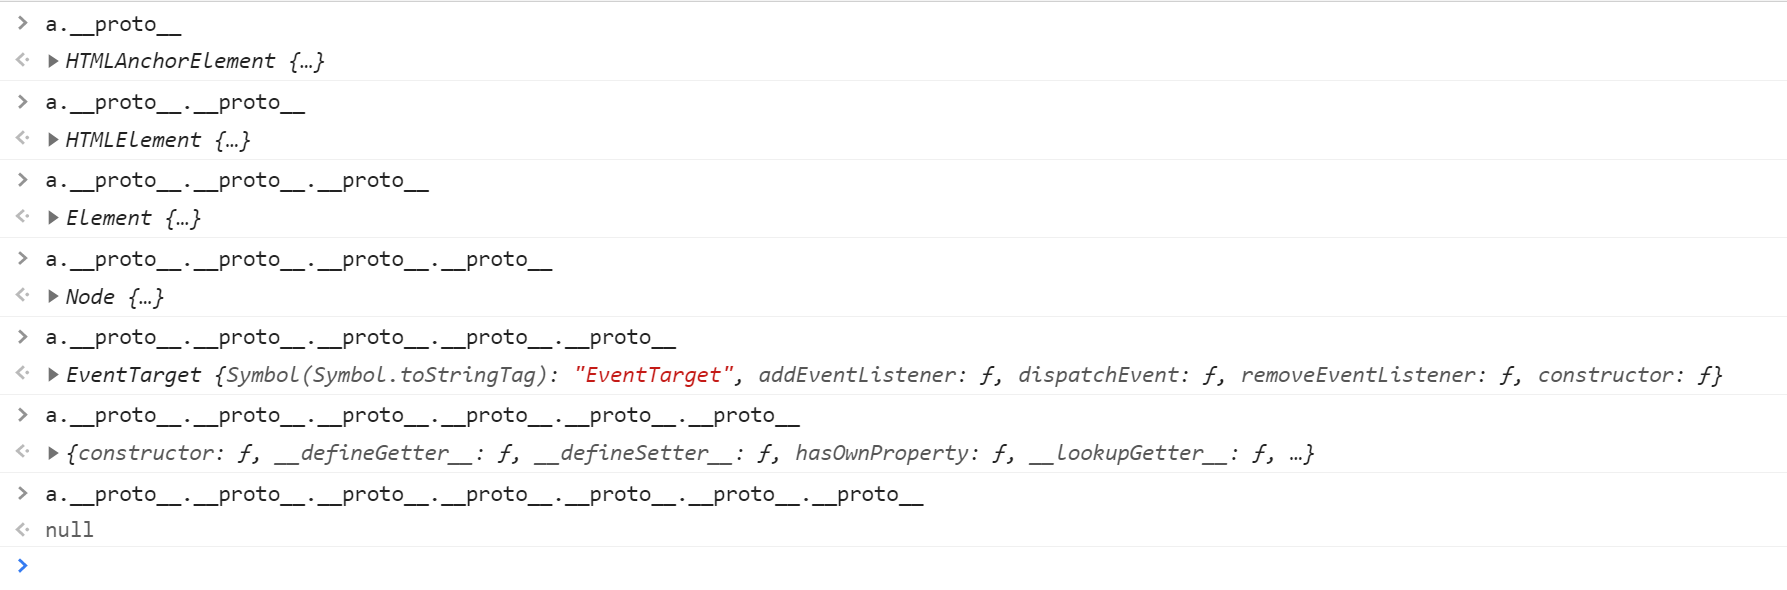 > a.__proto__
<· ▶ HTMLAnchorElement {…}
> a.__proto__.__proto__
<· ▶ HTMLElement {…}
> a.__proto__.__proto__.__proto__
<· ▶ Element {…}
> a.__proto__.__proto__.__proto__.__proto__
<· ▶ Node {…}
> a.__proto__.__proto__.__proto__.__proto__.__proto__
<· ▶ EventTarget {Symbol(Symbol.toStringTag): "EventTarget", addEventListener: ƒ, dispatchEvent: ƒ, removeEventListener: ƒ, constructor: ƒ}
> a.__proto__.__proto__.__proto__.__proto__.__proto__.__proto__
<· ▶ {constructor: ƒ, __defineGetter__: ƒ, __defineSetter__: ƒ, hasOwnProperty: ƒ, __lookupGetter__: ƒ, …}
> a.__proto__.__proto__.__proto__.__proto__.__proto__.__proto__.__proto__
<· null
>